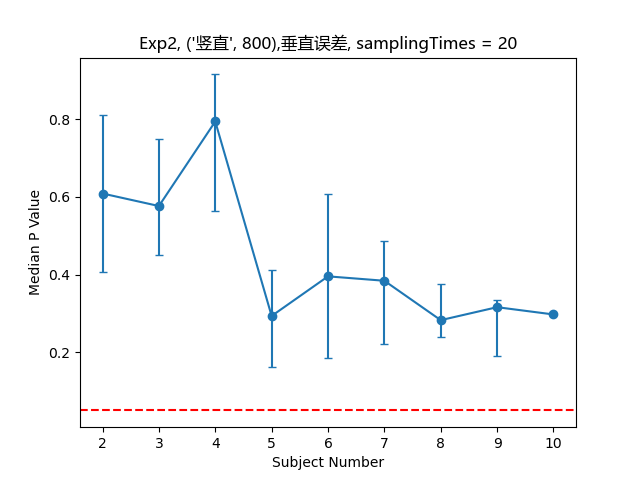 Exp2, ('竖直', 800),垂直误差, samplingTimes = 20
Median P Value
0.8
0.6
0.4
0.2
2 3 4 5 6 7 8 9 10
Subject Number